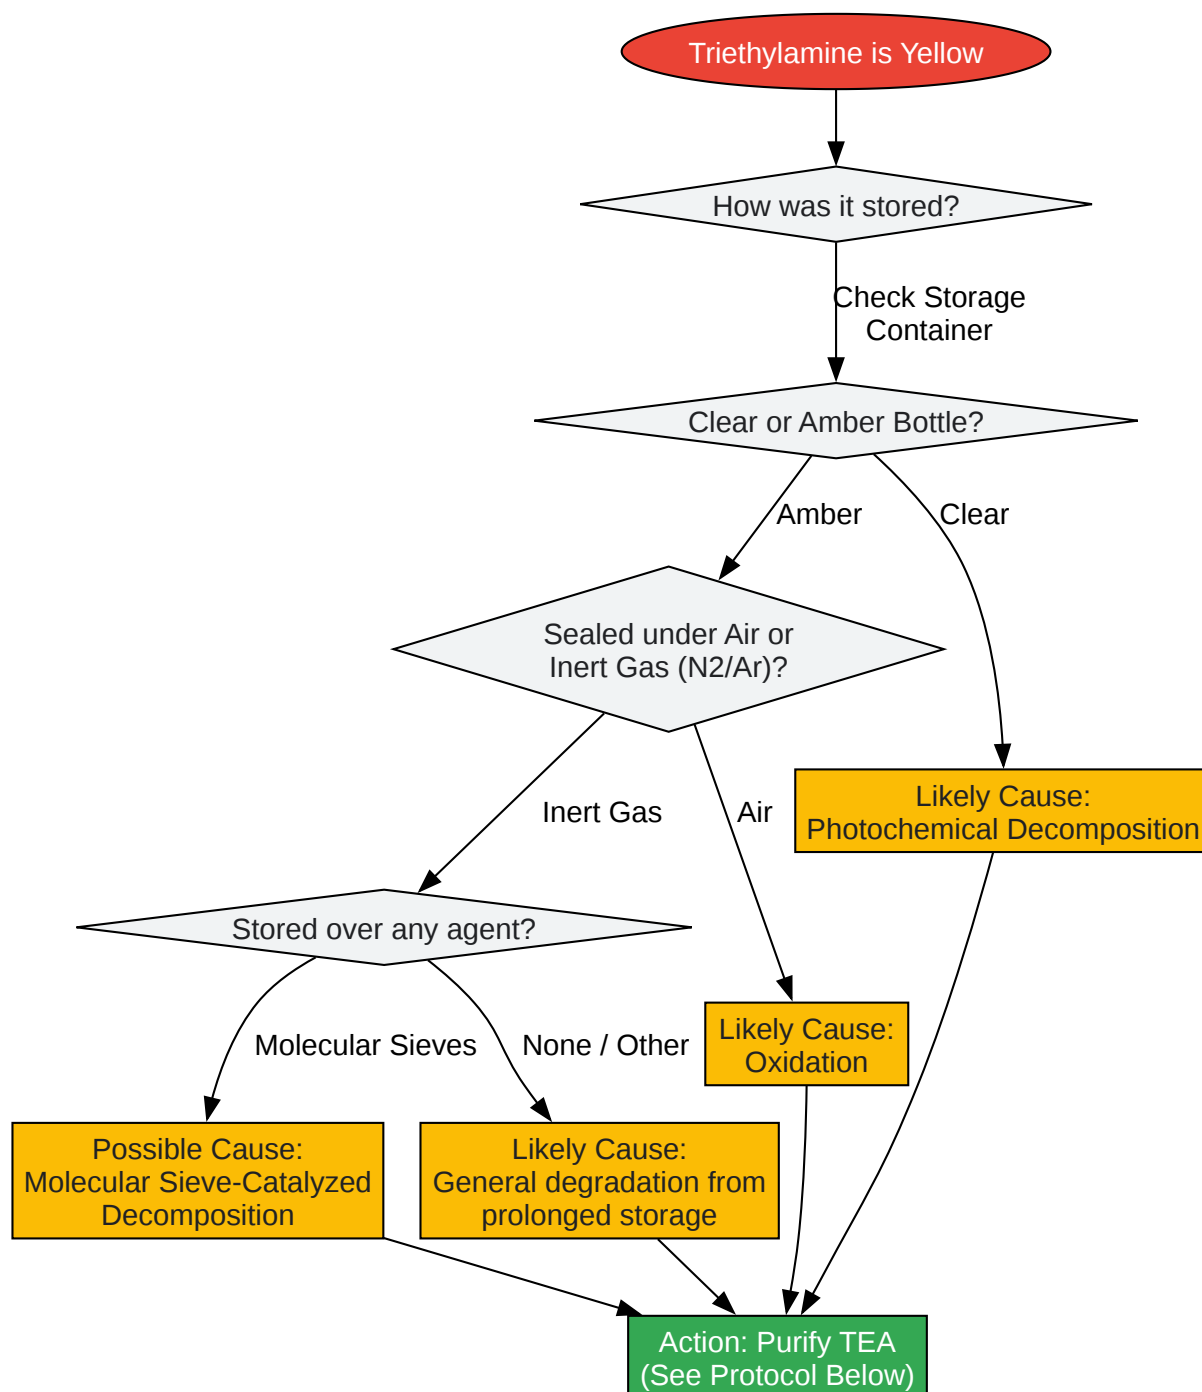 Triethylamine is Yellow
How was it stored?
Check Storage
Container
Clear or Amber Bottle?
Amber
Clear
Sealed under Air or
Inert Gas (N2/Ar)?
Inert Gas
Air
Likely Cause:
Photochemical Decomposition
Stored over any agent?
Molecular Sieves
None / Other
Likely Cause:
Oxidation
Possible Cause:
Molecular Sieve-Catalyzed
Decomposition
Likely Cause:
General degradation from
prolonged storage
Action: Purify TEA
(See Protocol Below)